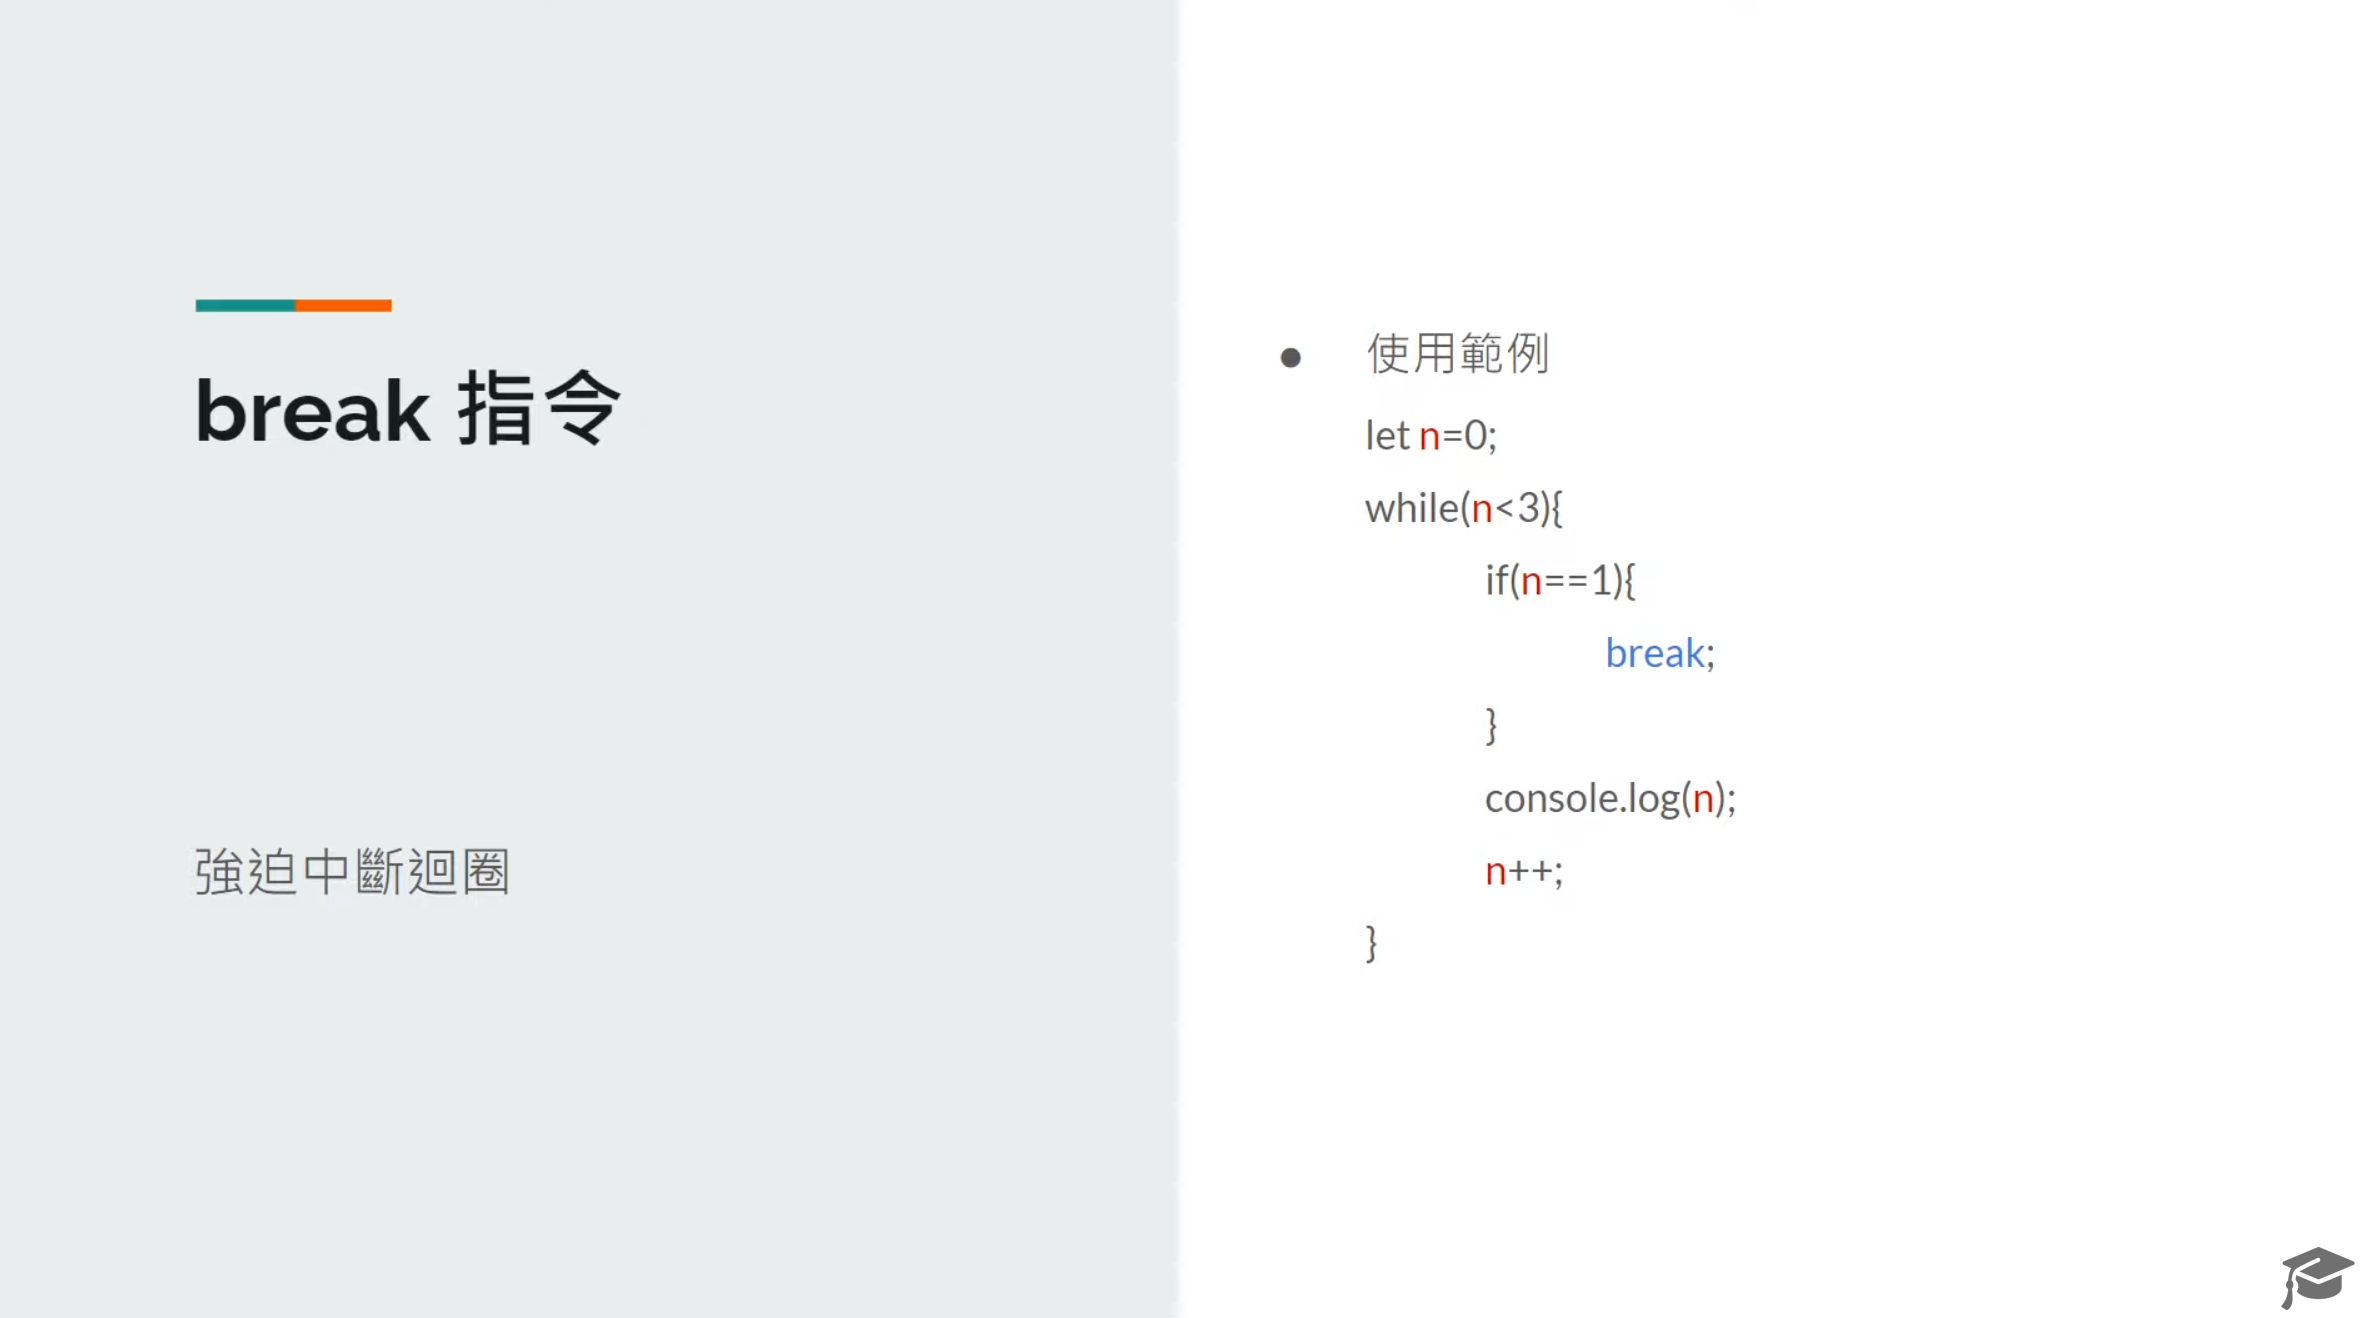 break 指令
強迫中斷迴圈
● 使用範例
let n=0;
while(n<3){
if(n==1){
break;
}
console.log(n);
n++;
}